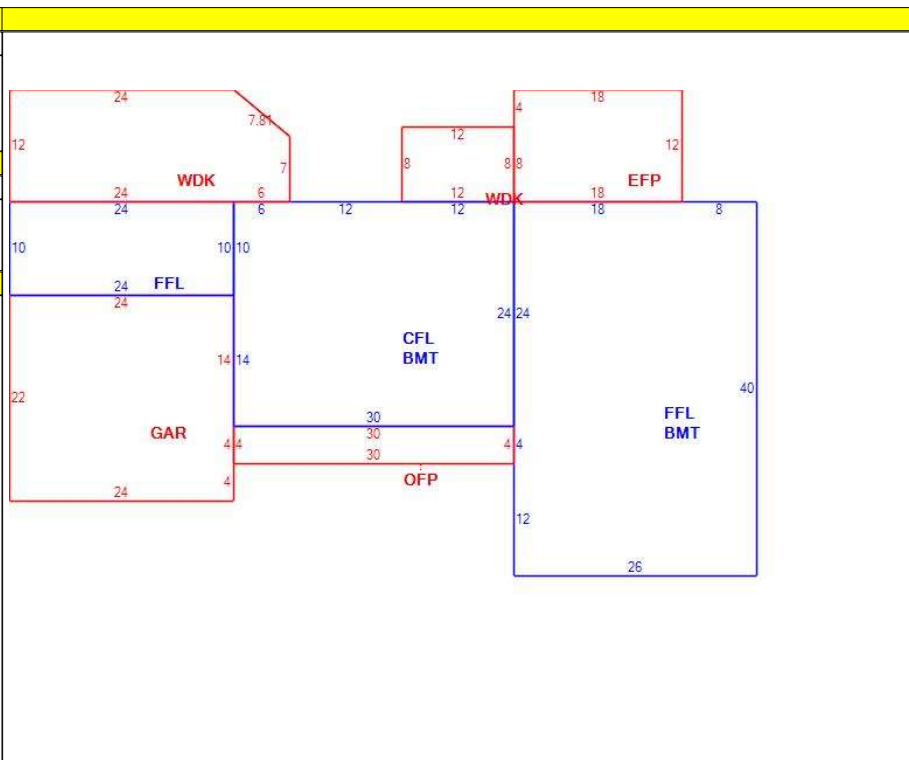 24 18
7.81 4
12 12 12
7 8 8 8
WDK EFP
24 6 12 WDK 18
24 6 12 12 18 8
10 10 10
24 FFL
24
24 24
CFL
BMT
14 14
22 40
30 FFL
GAR 30 BMT
4 4 4 4
30
4 OFP
24
12
26